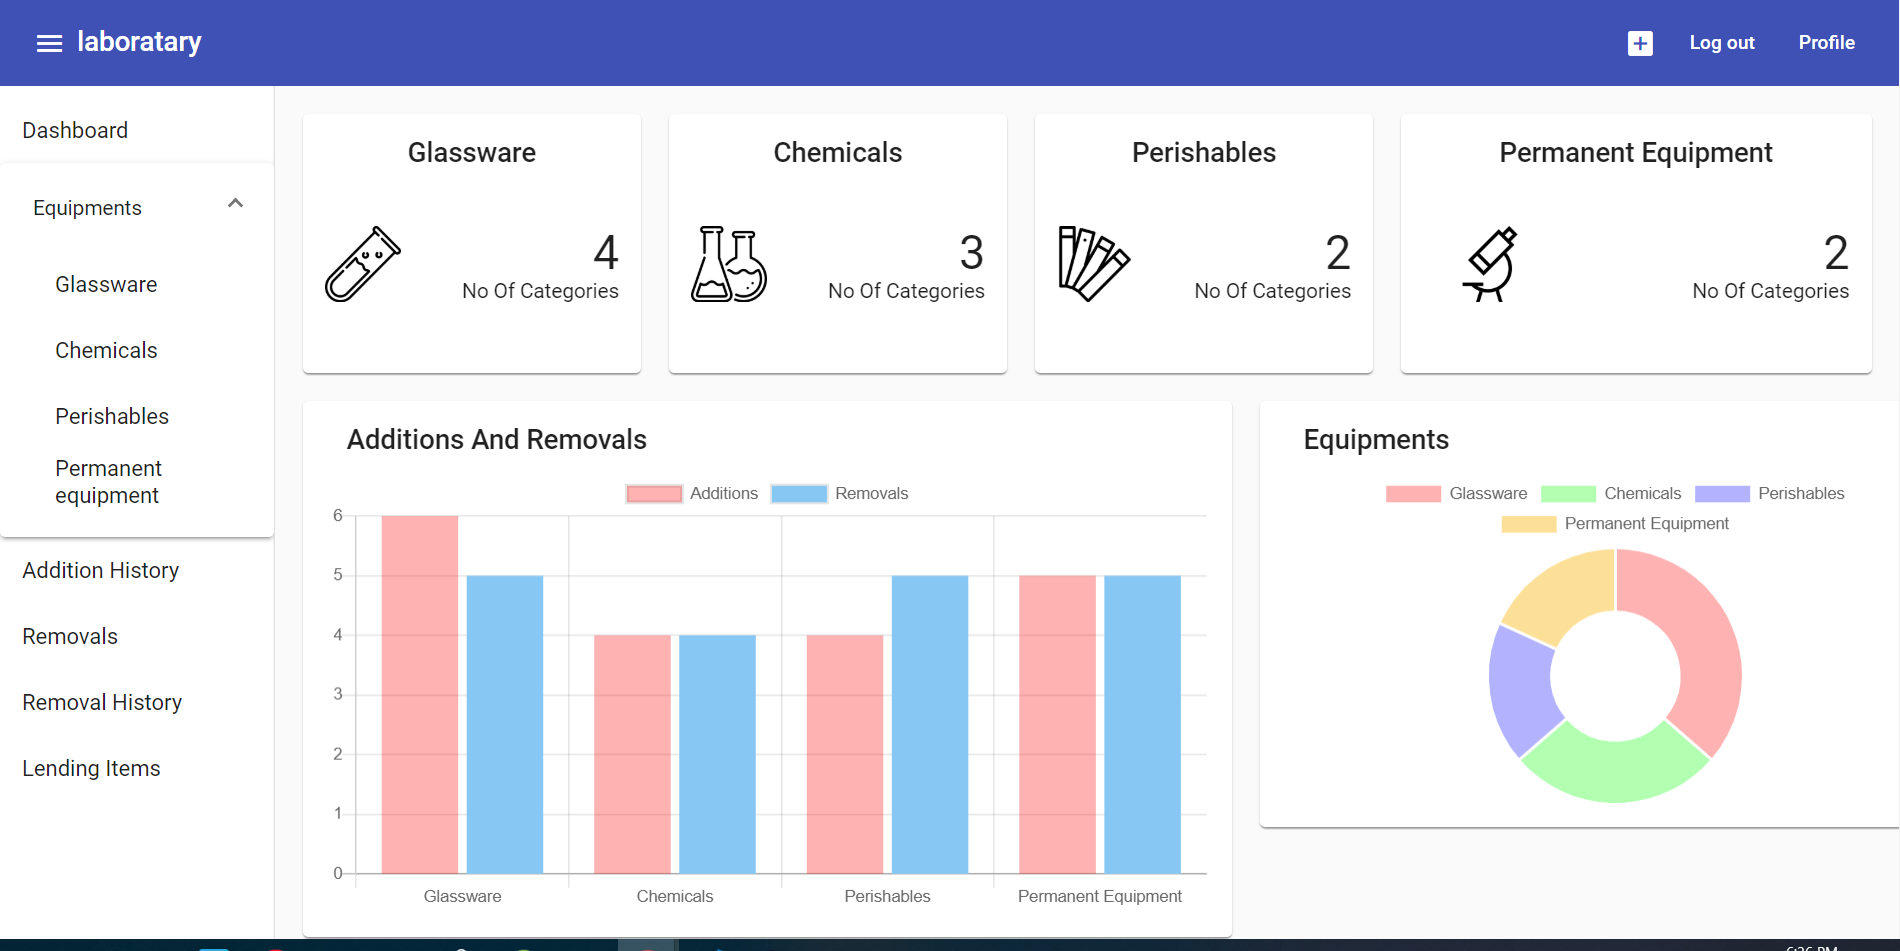 laboratary
Log out
Profile
Dashboard
Equipments
Glassware
Chemicals
Perishables
Permanent
equipment
Addition History
Removals
Removal History
Lending Items
Glassware
4
No Of Categories
Chemicals
3
No Of Categories
Perishables
2
No Of Categories
Permanent Equipment
2
No Of Categories
Additions And Removals
Additions Removals
6
5
4
3
2
1
0
Glassware Chemicals Perishables Permanent Equipment
Equipments
Glassware Chemicals Perishables
Permanent Equipment